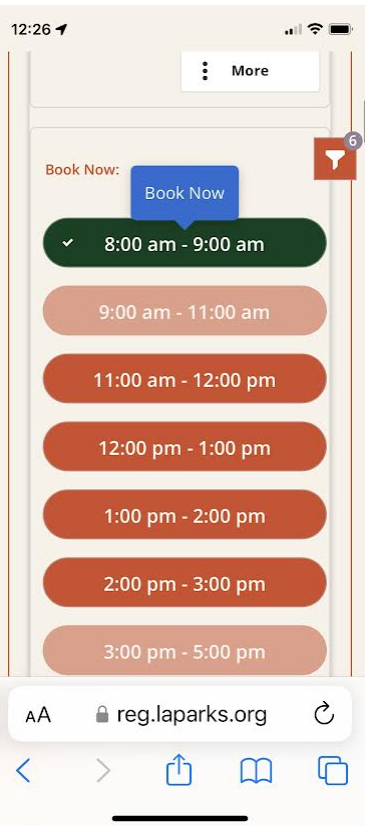 12:26
More
6
Book Now:
Book Now
8:00 am - 9:00 am
9:00 am - 11:00 am
11:00 am - 12:00 pm
12:00 pm - 1:00 pm
1:00 pm - 2:00 pm
2:00 pm - 3:00 pm
3:00 pm - 5:00 pm
AA
reg.laparks.org